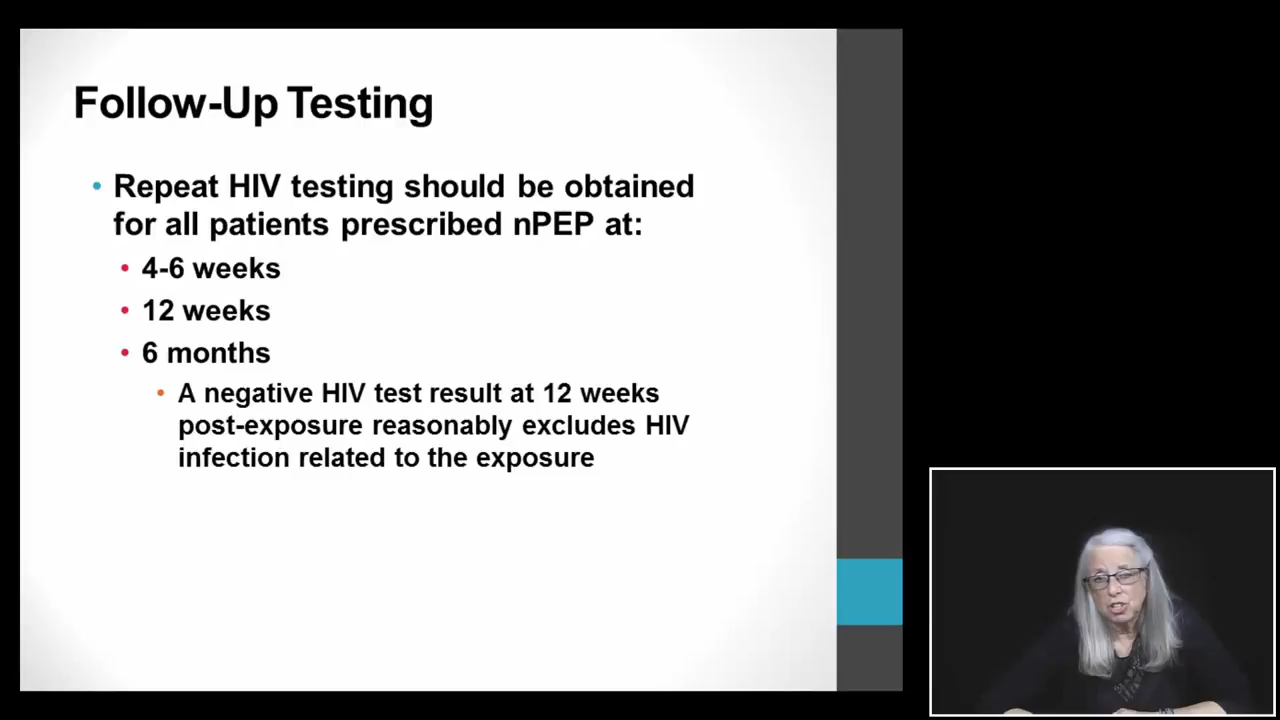 Follow-Up Testing
• Repeat HIV testing should be obtained
for all patients prescribed nPEP at:
• 4-6 weeks
• 12 weeks
• 6 months
• A negative HIV test result at 12 weeks
post-exposure reasonably excludes HIV
infection related to the exposure